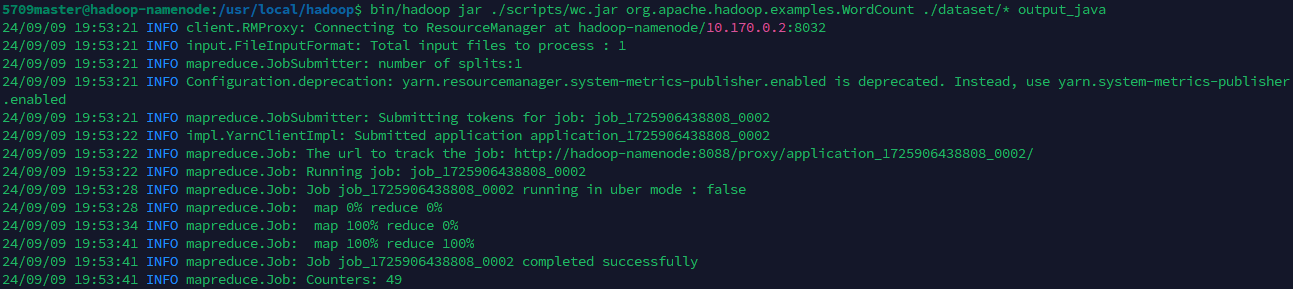 5709master@hadoop-namenode:/usr/local/hadoop$ bin/hadoop jar ./scripts/wc.jar org.apache.hadoop.examples.WordCount ./dataset/* output_java
24/09/09 19:53:21 INFO client.RMProxy: Connecting to ResourceManager at hadoop-namenode/10.170.0.2:8032
24/09/09 19:53:21 INFO input.FileInputFormat: Total input files to process : 1
24/09/09 19:53:21 INFO mapreduce.JobSubmitter: number of splits:1
24/09/09 19:53:21 INFO Configuration.deprecation: yarn.resourcemanager.system-metrics-publisher.enabled is deprecated. Instead, use yarn.system-metrics-publisher
.enabled
24/09/09 19:53:21 INFO mapreduce.JobSubmitter: Submitting tokens for job: job_1725906438808_0002
24/09/09 19:53:22 INFO impl.YarnClientImpl: Submitted application application_1725906438808_0002
24/09/09 19:53:22 INFO mapreduce.Job: The url to track the job: http://hadoop-namenode:8088/proxy/application_1725906438808_0002/
24/09/09 19:53:22 INFO mapreduce.Job: Running job: job_1725906438808_0002
24/09/09 19:53:28 INFO mapreduce.Job: Job job_1725906438808_0002 running in uber mode : false
24/09/09 19:53:28 INFO mapreduce.Job:  map 0% reduce 0%
24/09/09 19:53:34 INFO mapreduce.Job:  map 100% reduce 0%
24/09/09 19:53:41 INFO mapreduce.Job:  map 100% reduce 100%
24/09/09 19:53:41 INFO mapreduce.Job: Job job_1725906438808_0002 completed successfully
24/09/09 19:53:41 INFO mapreduce.Job: Counters: 49